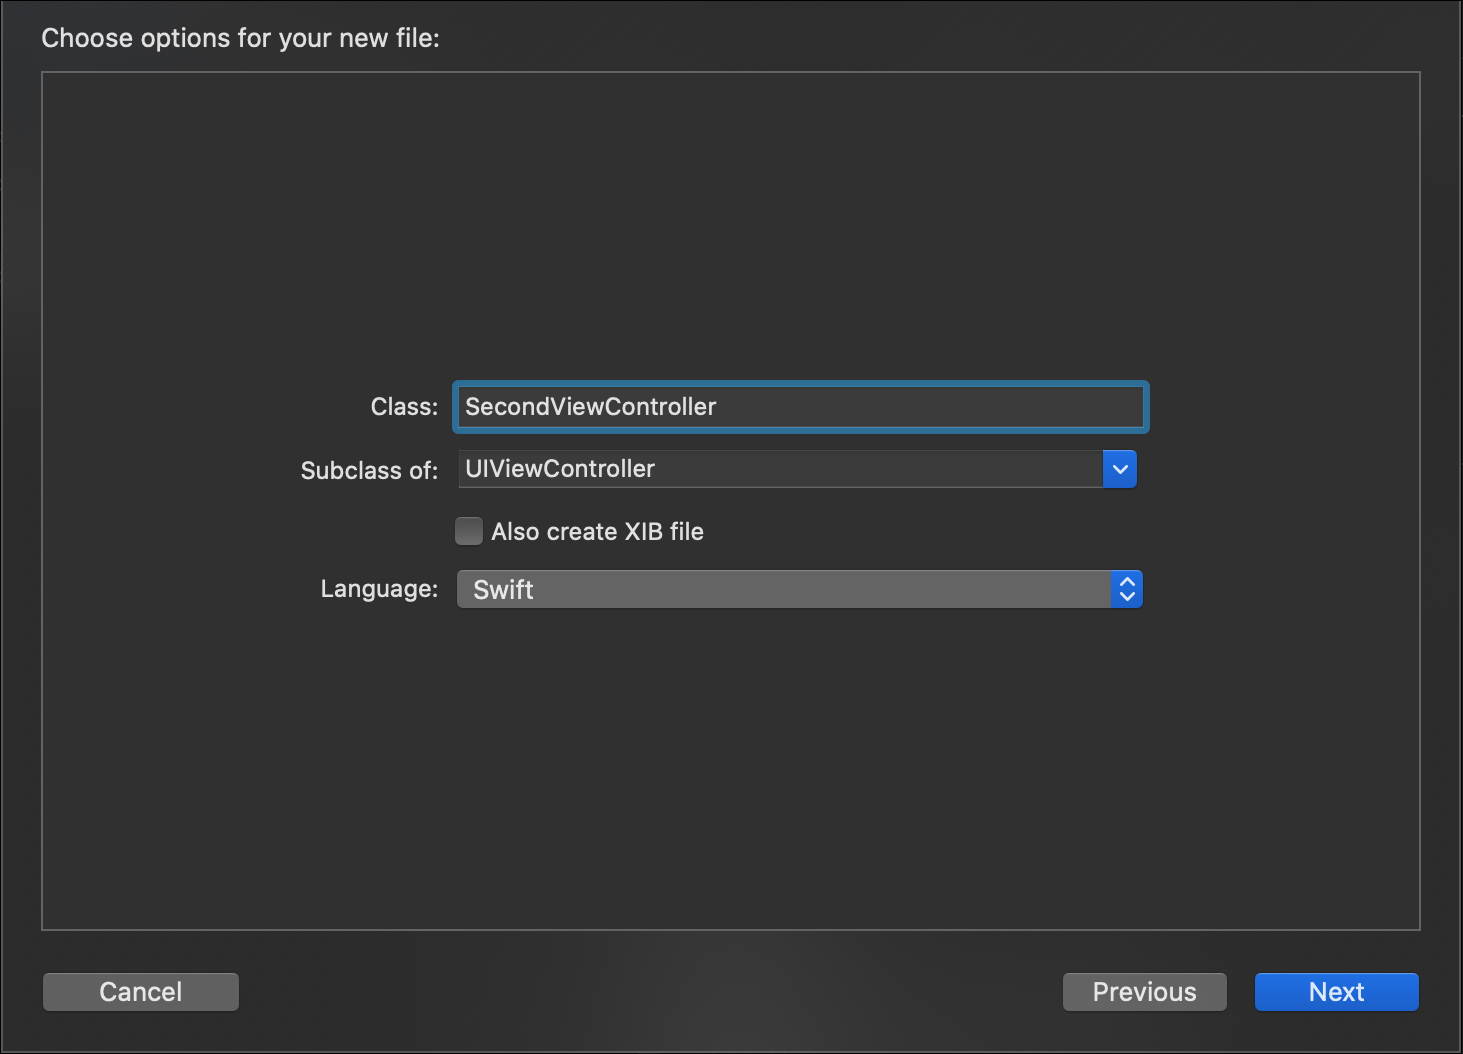 Choose options for your new file:
Class: SecondViewController
Subclass of: UIViewController
Also create XIB file
Language: Swift
Cancel Previous Next